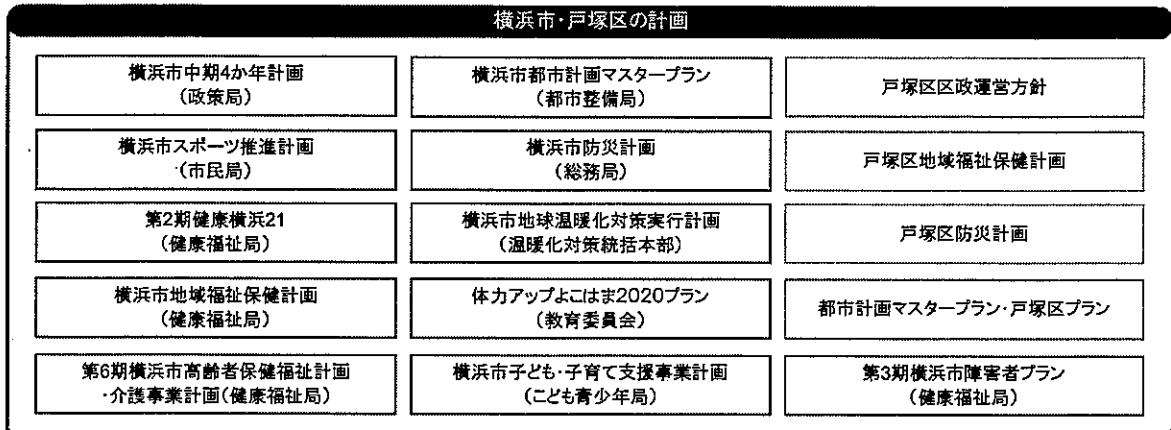 横浜市・戸塚区の計画
横浜市中期4か年計画
(政策局)
横浜市都市計画マスタープラン
(都市整備局)
戸塚区区政運営方針
横浜市スポーツ推進計画
(市民局)
横浜市防災計画
(総務局)
戸塚区地域福祉保健計画
第2期健康横浜21
(健康福祉局)
横浜市地球温暖化対策実行計画
(温暖化対策統括本部)
戸塚区防災計画
横浜市地域福祉保健計画
(健康福祉局)
体力アップよこはま2020プラン
(教育委員会)
都市計画マスタープラン・戸塚区プラン
第6期横浜市高齢者保健福祉計画
・介護事業計画(健康福祉局)
横浜市子ども・子育て支援事業計画
(こども青少年局)
第3期横浜市障害者プラン
(健康福祉局)